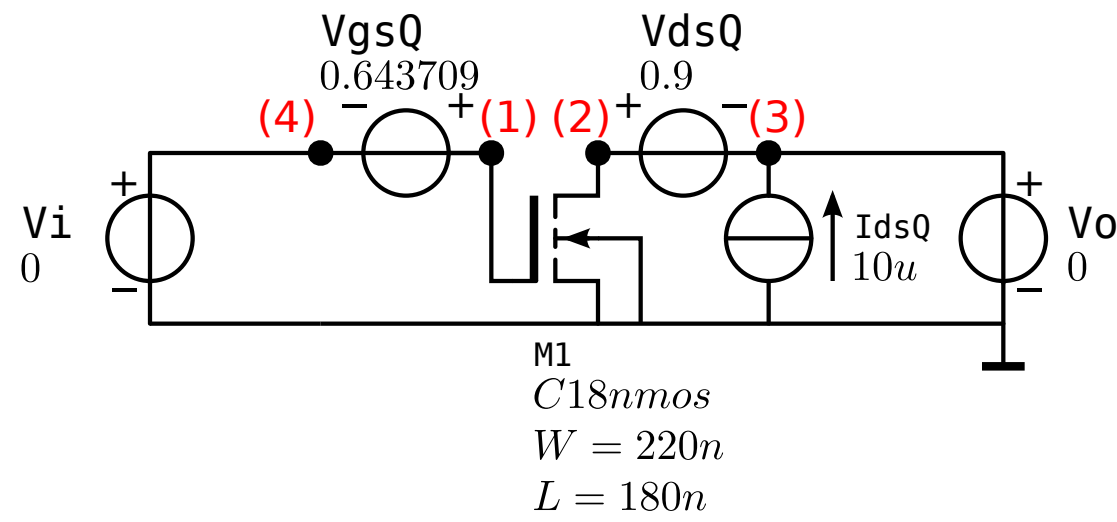 VgsQ
0.643709
− +
VdsQ
0.9
+ −
(4)
(1)
(2)
(3)
+
Vi
0
−
IdsQ
10u
+
Vo
0
−
M1
C18nmos
W = 220n
L = 180n